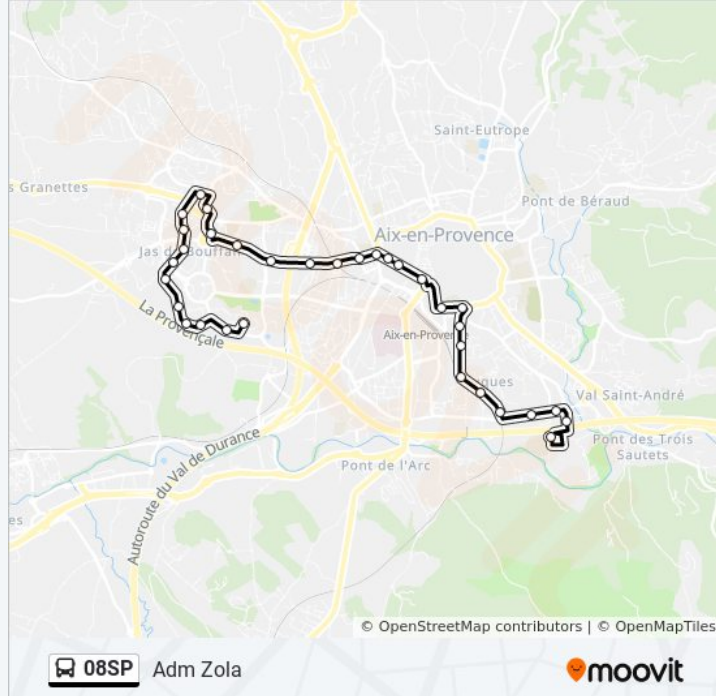 Saint-Eutrope
s Granettes
Pont de Béraud
Aix-en-Provence
Jas de Bouffan
La Provençale
Aix-en-Provence
ugues
Val Saint-André
Autoroute du Val de Durance
Pont de l'Arc
Pont des Trois
Sautets
es
© OpenStreetMap contributors | © OpenMapTiles
08SP Adm Zola
moovit